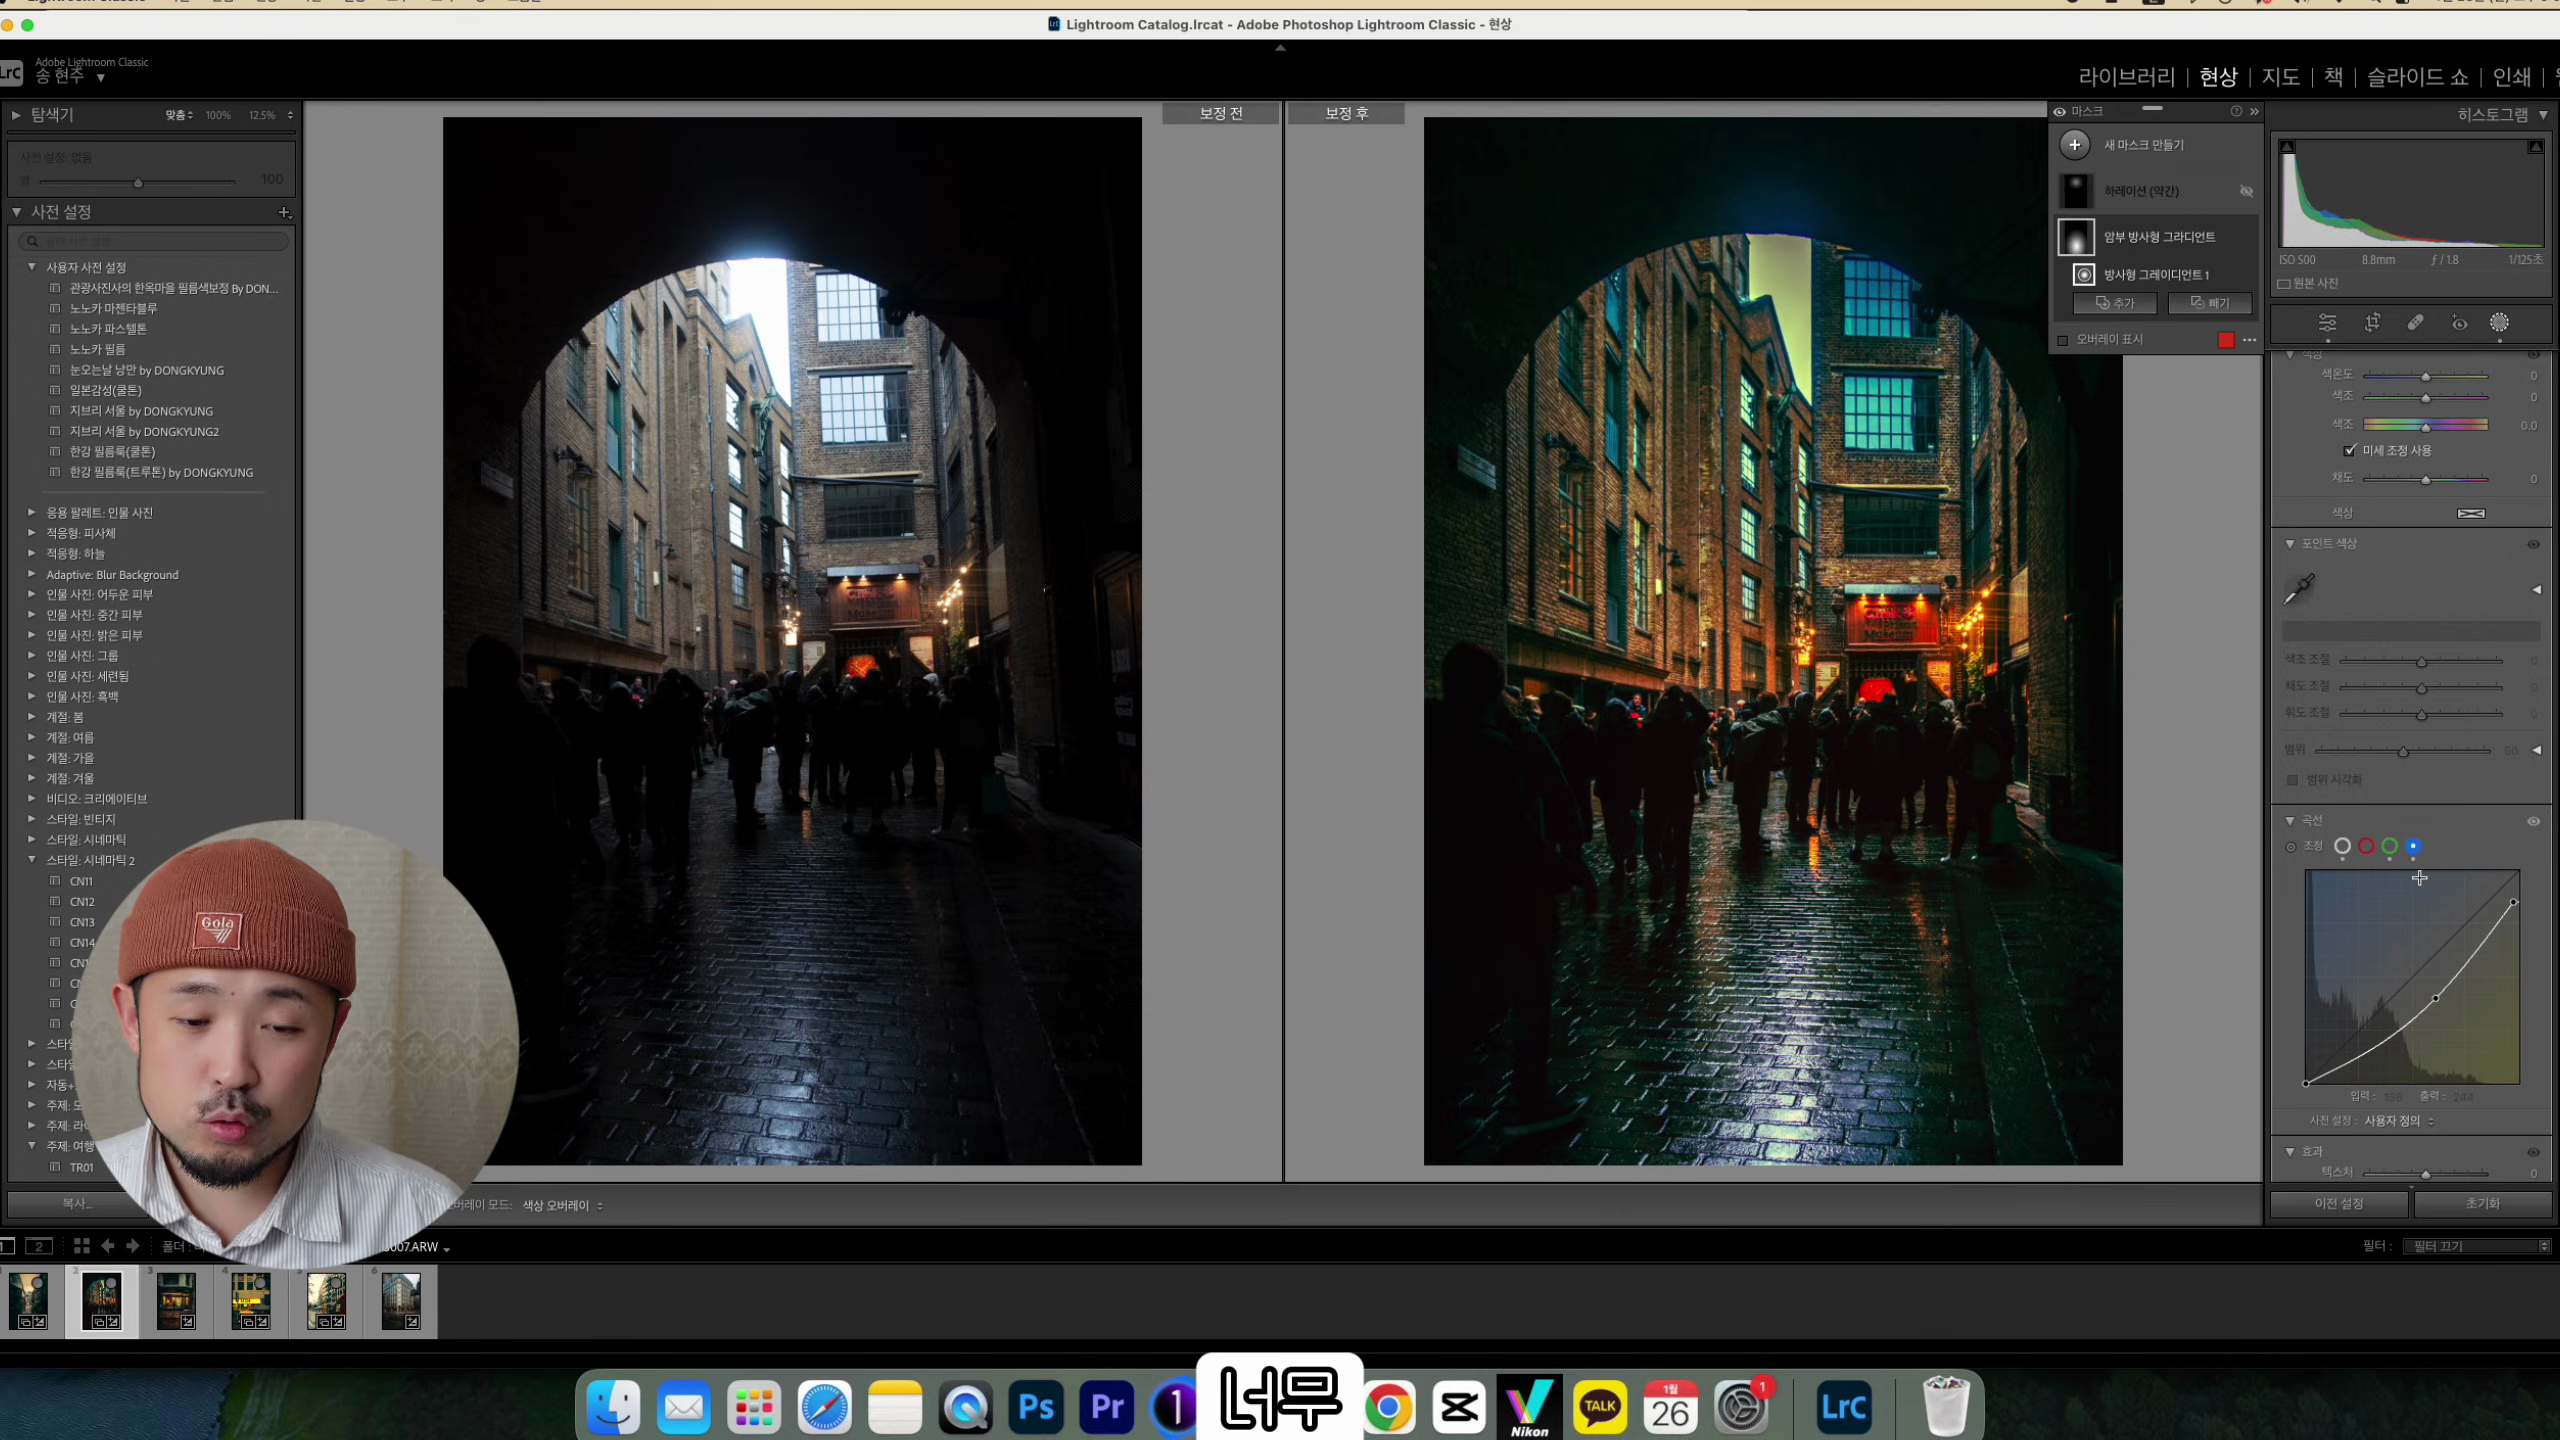 Lightroom Catalog.lrcat - Adobe Photoshop Lightroom Classic - 현상
LrC
Adobe Lightroom Classic
송 현주
라이브러리 | 현상 | 지도 | 책 | 슬라이드 쇼 | 인쇄
탐색기
맞춤 100% 12.5%
사전 설정: 없음
100
사전 설정
사용자 사전 설정
관광사진사의 한옥마을 필름색보정 By DON...
노노카 마젠타블루
노노카 파스텔톤
노노카 필름
눈오는날 낭만 by DONGKYUNG
일본감성(쿨톤)
지브리 서울 by DONGKYUNG
지브리 서울 by DONGKYUNG2
한강 필름룩(쿨톤)
한강 필름룩(트루톤) by DONGKYUNG
응용 팔레트: 인물 사진
적응형: 피사체
적응형: 하늘
Adaptive: Blur Background
인물 사진: 어두운 피부
인물 사진: 중간 피부
인물 사진: 밝은 피부
인물 사진: 그룹
인물 사진: 세련됨
인물 사진: 흑백
계절: 봄
계절: 여름
계절: 가을
계절: 겨울
비디오: 크리에이티브
스타일: 빈티지
스타일: 시네마틱
스타일: 시네마틱 2
CN11
CN12
CN13
CN14
주제: 여행
TR01
복사...
Gola
보정 전
보정 후
마스크
새 마스크 만들기
하레이션 (약간)
암부 방사형 그라디언트
방사형 그레이디언트 1
추가
빼기
오버레이 표시
히스토그램
ISO 500 8.8mm ƒ / 1.8 1/125초
원본 사진
색상
색온도 0
색조 0
색조 0.0
미세 조정 사용
채도 0
색상
포인트 색상
색조 조절 0
채도 조절 0
휘도 조절 0
범위 50
범위 시각화
곡선
조정
입력 : 136 출력 : 244
사전 설정 : 사용자 정의
효과
텍스처 0
이전 설정
초기화
오버레이 모드: 색상 오버레이
2
폴더 :
007.ARW
필터 :
필터 끄기
2
3
4
5
6
Ps
Pr
1
너무
Nikon
TALK
1월
26
1
LrC